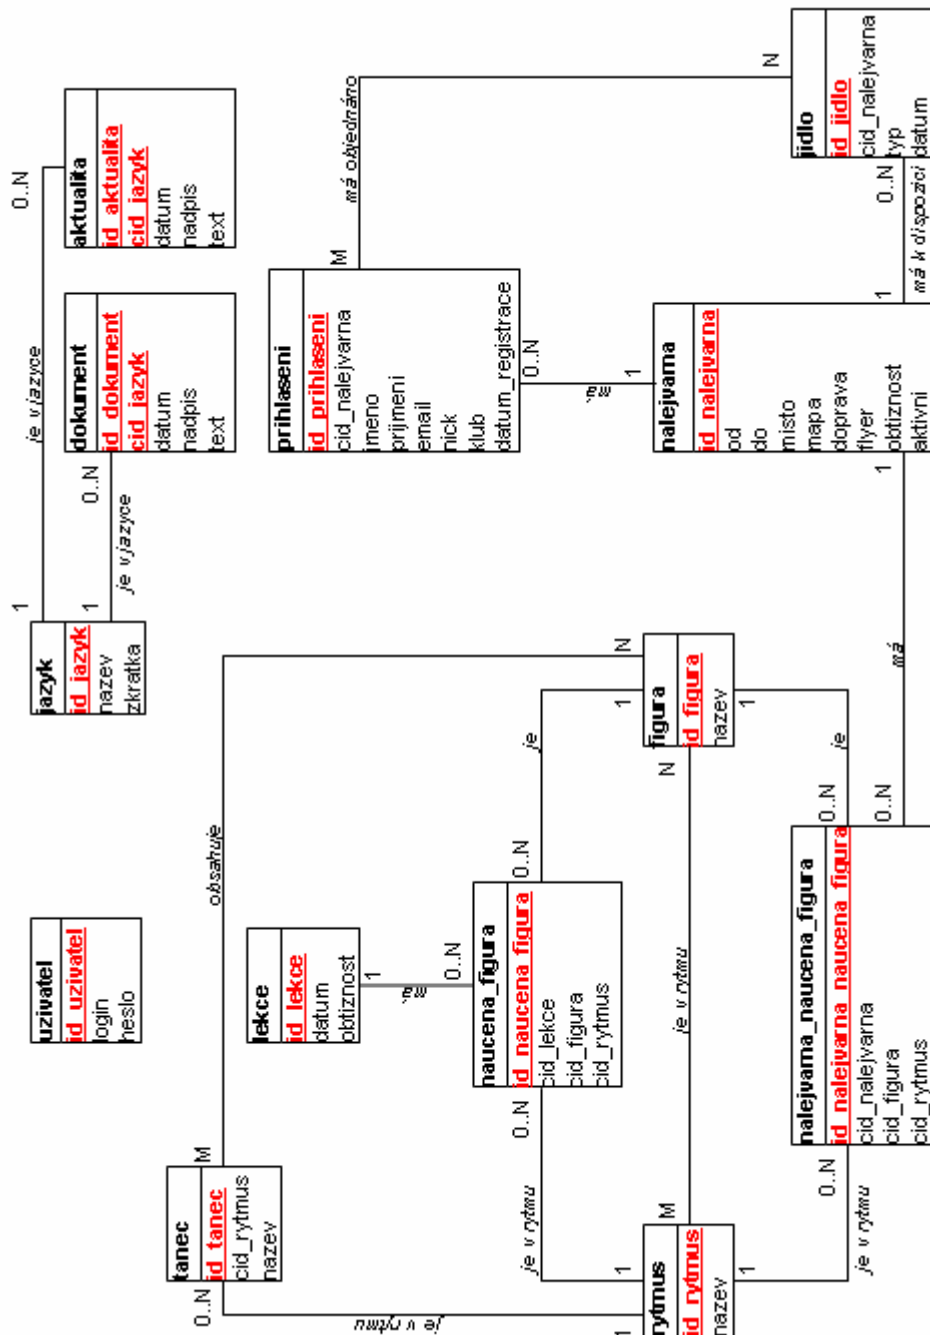 uzivatel
id_uzivatel
login
heslo
jazyk
id_jazyk
nazev
zkratka
1
je v jazyce
0..N
1
je v jazyce
0..N
dokument
id_dokument
cid_jazyk
datum
nadpis
text
aktualita
id_aktualita
cid_jazyk
datum
nadpis
text
tanec
id_tanec
cid_rytmus
nazev
M
obsahuje
N
0..N
je v rytmu
1
lekce
id_lekce
datum
obtiznost
1
má
0..N
naucena_figura
id_naucena_figura
cid_lekce
cid_figura
cid_rytmus
0..N
je
1
0..N
je v rytmu
1
prihlaseni
id_prihlaseni
cid_nalejvarna
jmeno
prijmeni
email
nick
klub
datum_registrace
M
má objednáno
N
0..N
má
1
rytmus
id_rytmus
nazev
M
je v rytmu
N
figura
id_figura
nazev
1
je v rytmu
0..N
1
je
0..N
nalejvarna
id_nalejvarna
od
do
misto
mapa
doprava
flyer
obtiznost
aktivni
nalejvarna_naucena_figura
id_nalejvarna_naucena_figura
cid_nalejvarna
cid_figura
cid_rytmus
0..N
má
1
1
má k dispozici
0..N
jidlo
id_jidlo
cid_nalejvarna
typ
datum